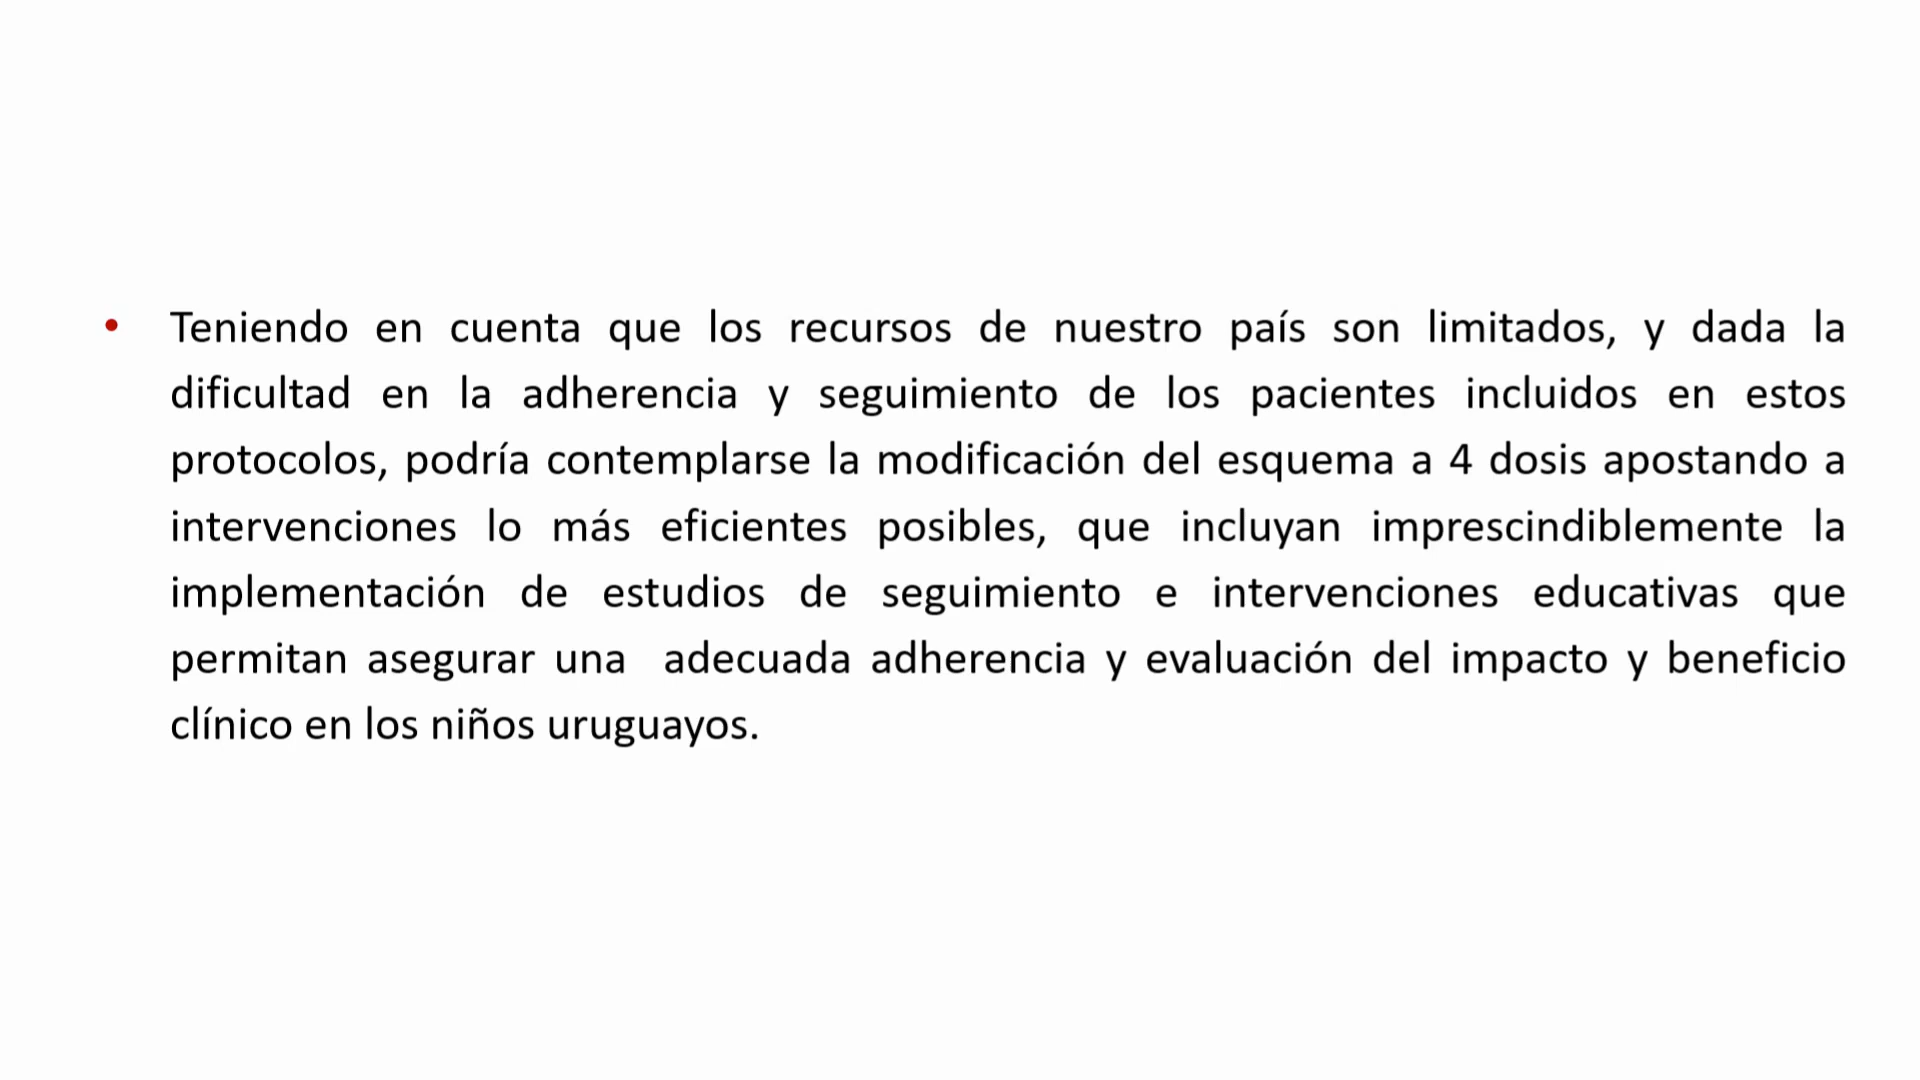 • Teniendo en cuenta que los recursos de nuestro país son limitados, y dada la
dificultad en la adherencia y seguimiento de los pacientes incluidos en estos
protocolos, podría contemplarse la modificación del esquema a 4 dosis apostando a
intervenciones lo más eficientes posibles, que incluyan imprescindiblemente la
implementación de estudios de seguimiento e intervenciones educativas que
permitan asegurar una  adecuada adherencia y evaluación del impacto y beneficio
clínico en los niños uruguayos.